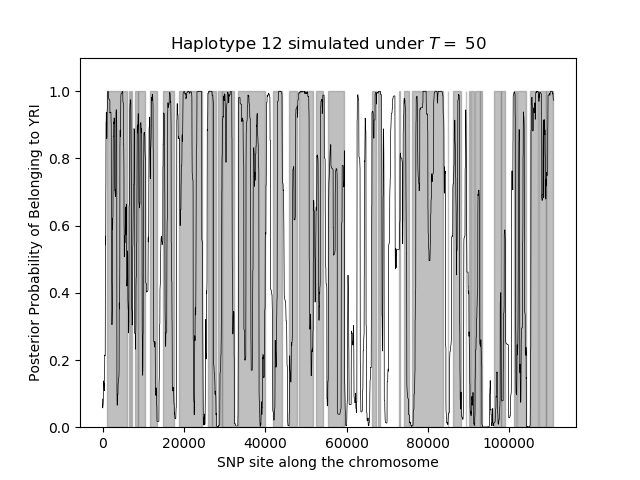 Haplotype 12 simulated under T = 50
Posterior Probability of Belonging to YRI
1.0
0.8
0.6
0.4
0.2
0.0
0 20000 40000 60000 80000 100000
SNP site along the chromosome